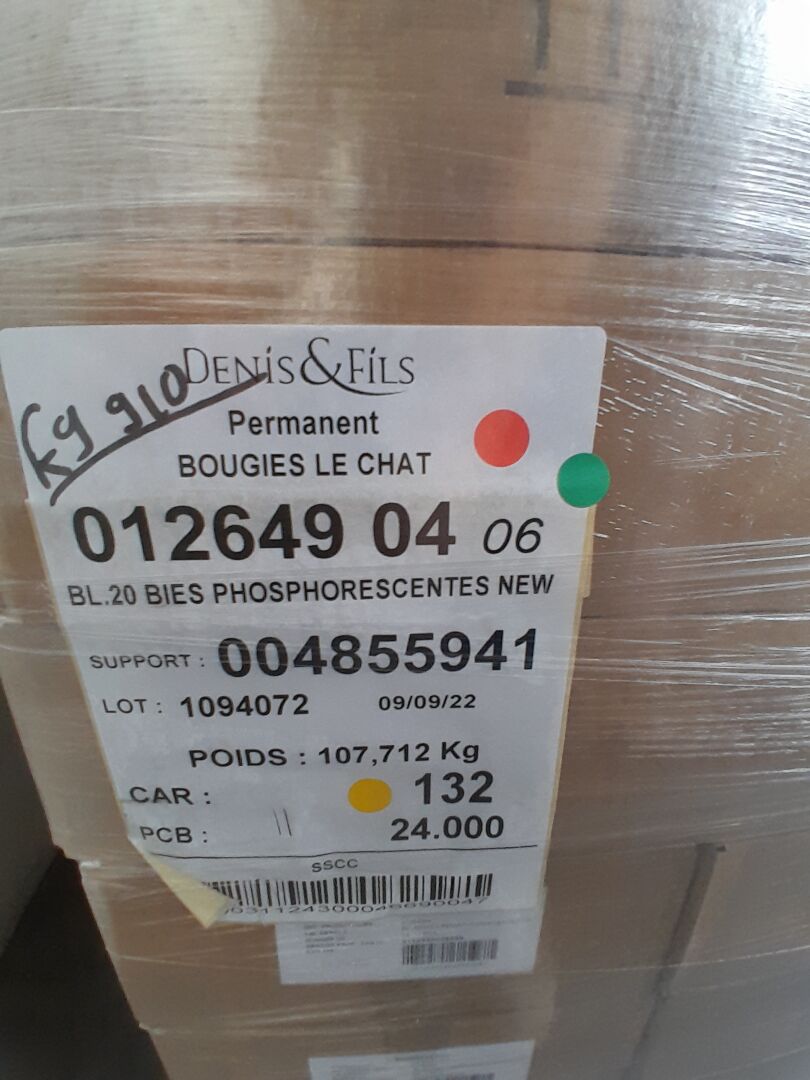 DENiS&FiLS
Kg 910
Permanent
BOUGIES LE CHAT
012649 04 06
BL.20 BIES PHOSPHORESCENTES NEW
SUPPORT : 004855941
LOT : 1094072 09/09/22
POIDS : 107,712 Kg
CAR : 132
PCB : 24.000
SSCC